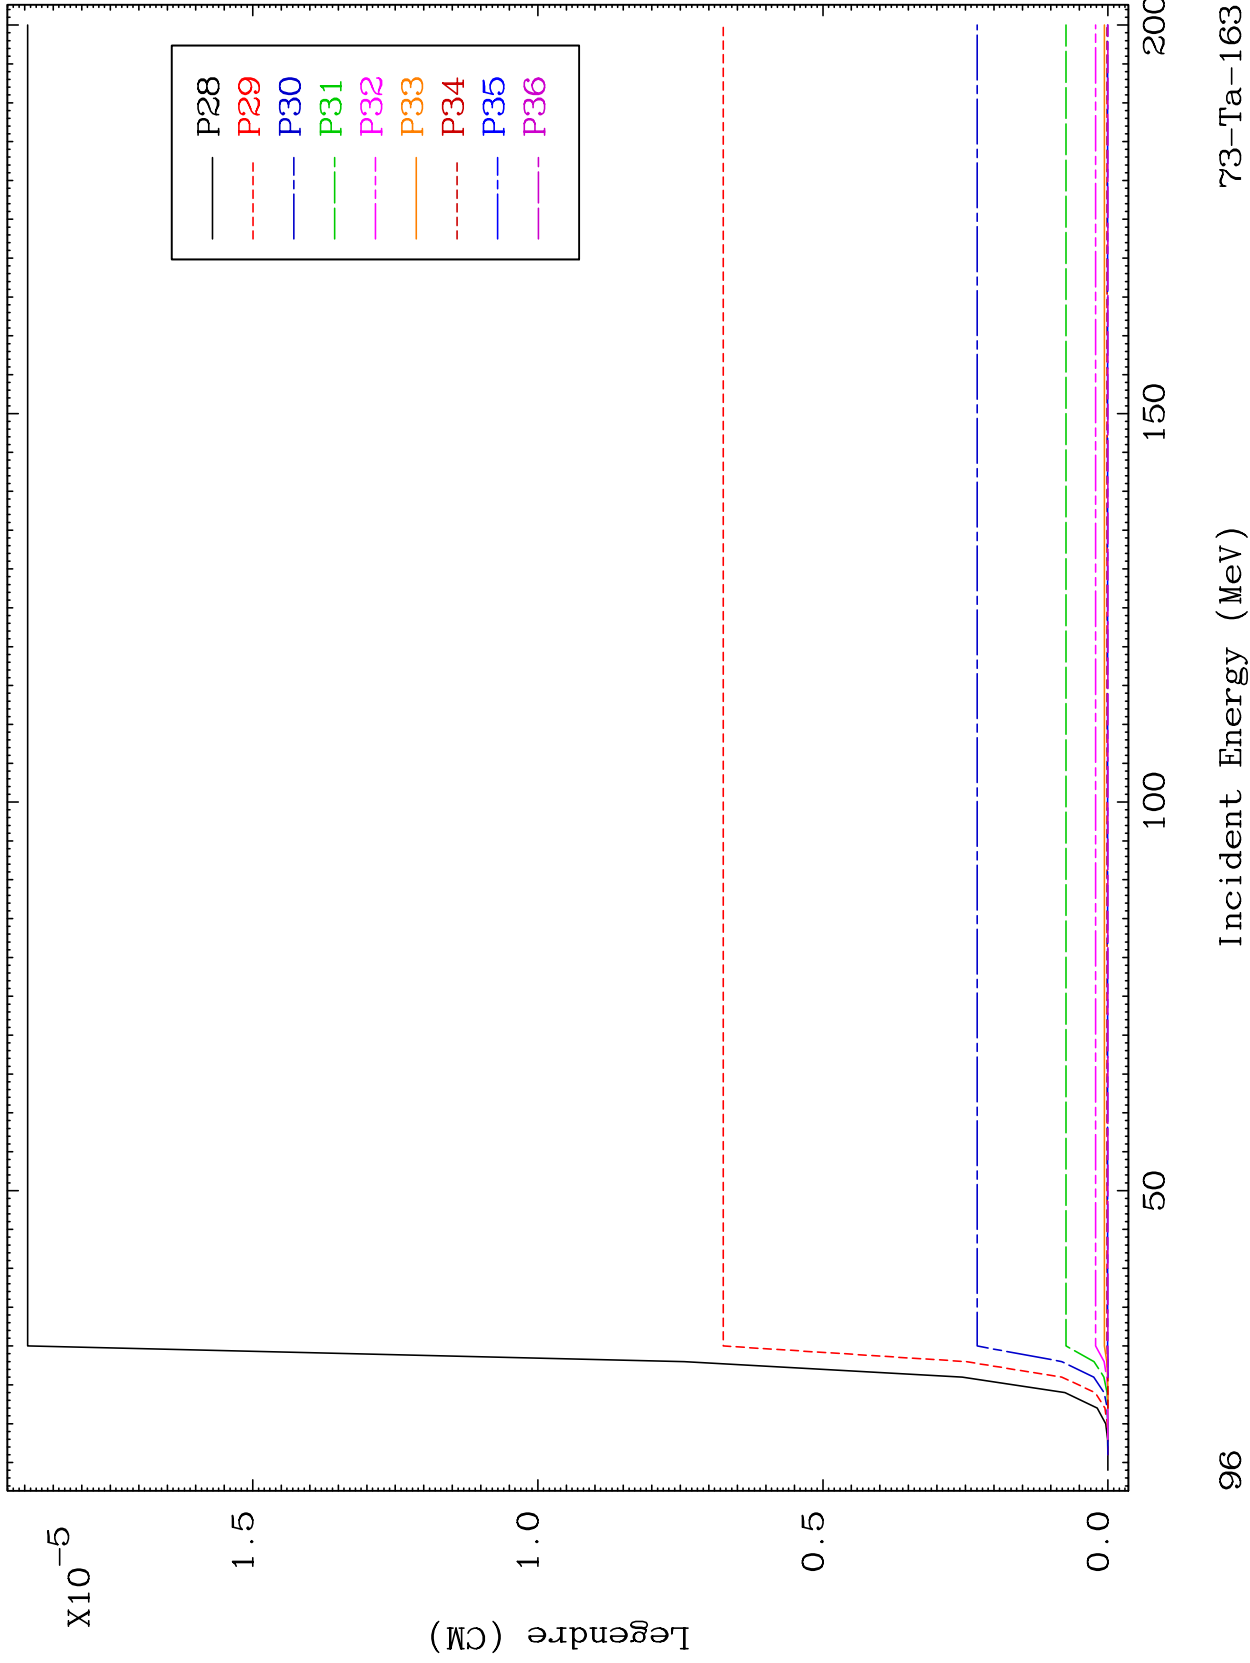 X10-5
1.5
1.0
0.5
0.0
Legendre (CM)
P28
P29
P30
P31
P32
P33
P34
P35
P36
50
100
150
200
Incident Energy (MeV)
96
73-Ta-163